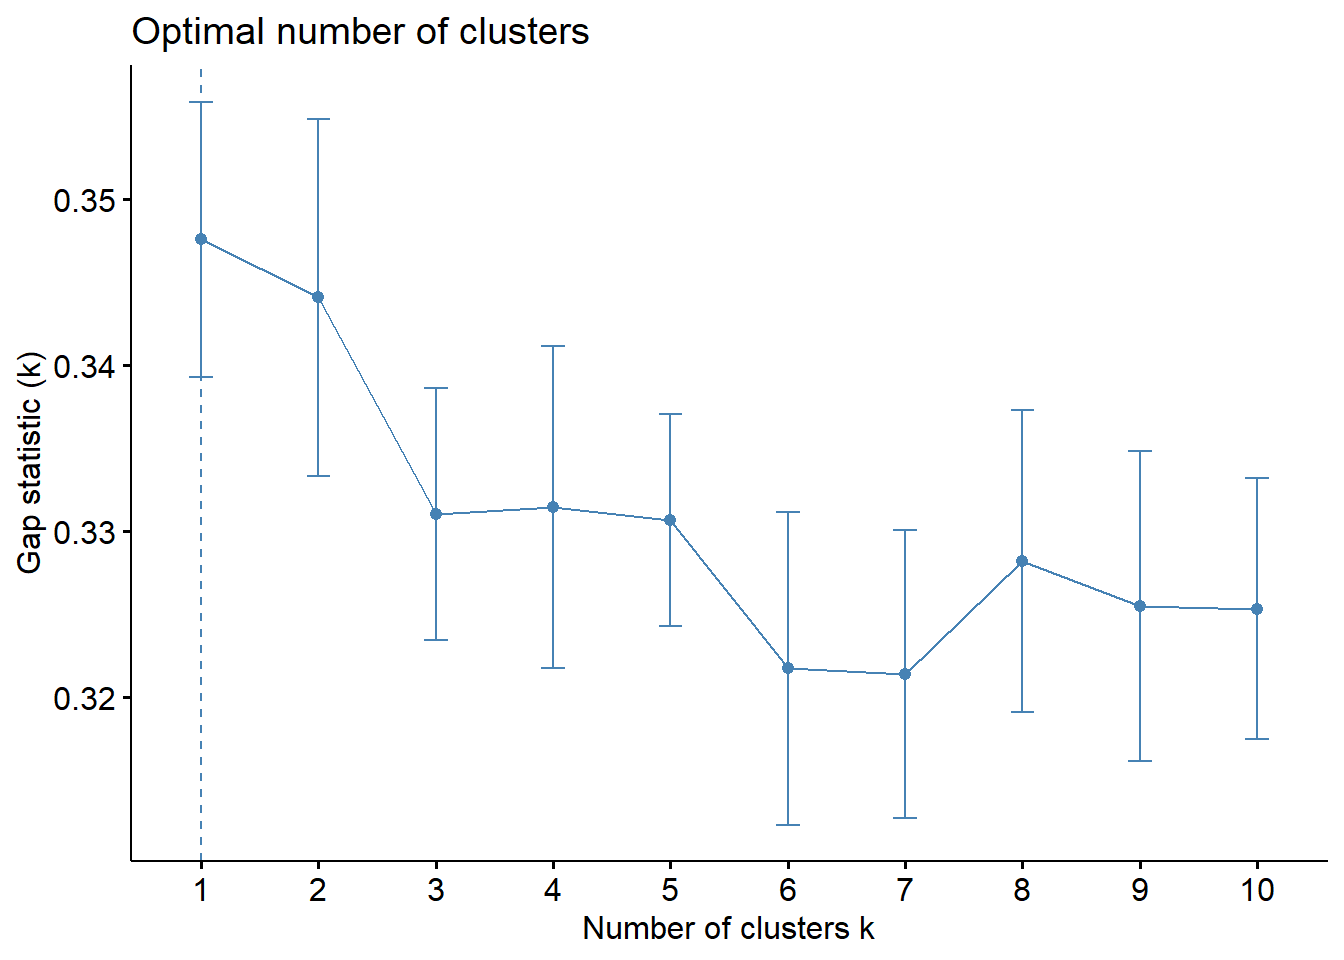 Optimal number of clusters
Gap statistic (k)
0.35
0.34
0.33
0.32
1 2 3 4 5 6 7 8 9 10
Number of clusters k